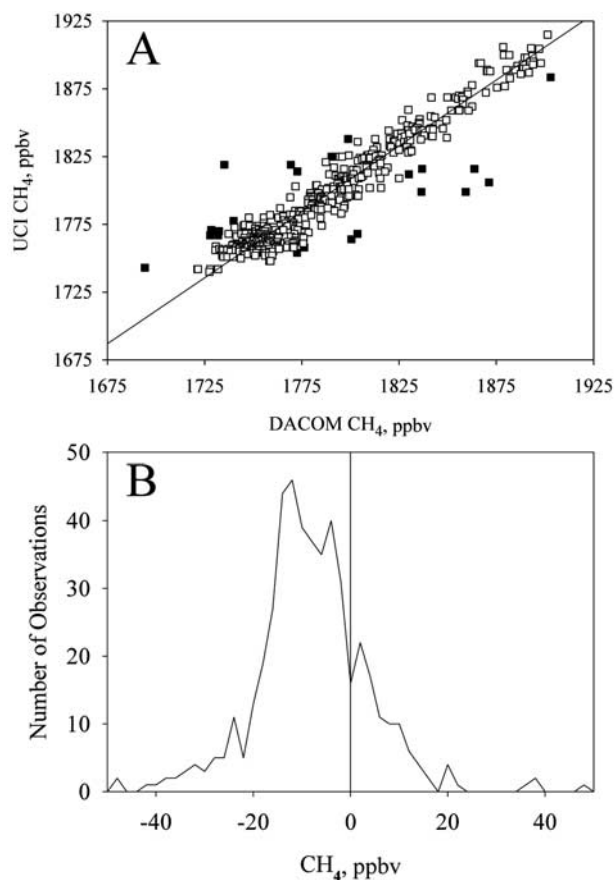 A
UCI CH₄, ppbv
1925
1875
1825
1775
1725
1675
1675 1725 1775 1825 1875 1925
DACOM CH₄, ppbv
B
Number of Observations
50
40
30
20
10
0
-40 -20 0 20 40
CH₄, ppbv